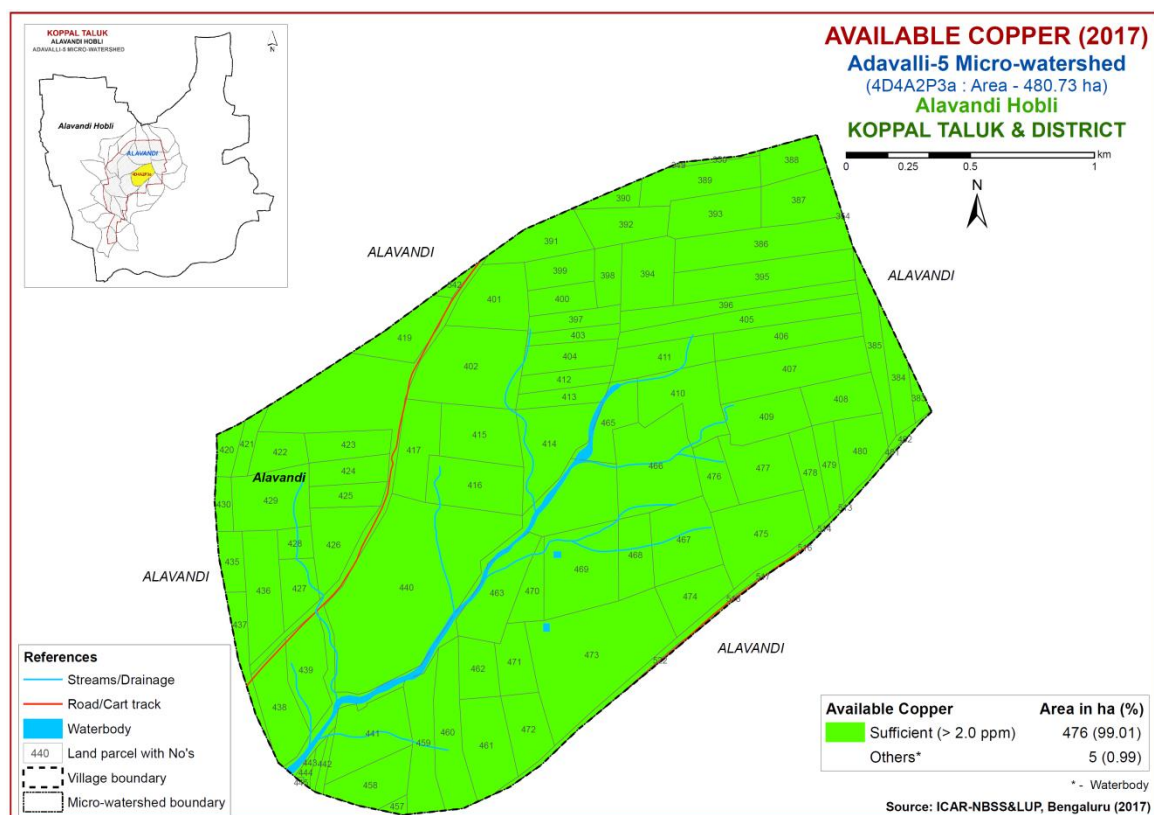 KOPPAL TALUK
ALAVANDI HOBLI
ADAVALLI-5 MICRO-WATERSHED
N
Alavandi Hobli
ALAVANDI
AVAILABLE COPPER (2017)
Adavalli-5 Micro-watershed
(4D4A2P3a : Area - 480.73 ha)
Alavandi Hobli
KOPPAL TALUK & DISTRICT
km
0 0.25 0.5 1
N
388
389
390
387
393
392
391
386
ALAVANDI
399 398 394 395
ALAVANDI
401
400
396
397
405
403
406
419
404
411
385
402
407
384
412
410
413
408
409
465
415
414
417
420 421 422 423
480
424
466
Alavandi
476 477 478 479
416
429
425
430
475
428
426
467
468
435
469
ALAVANDI
427
440
463
470
436
474
437
ALAVANDI
473
471
439
462
438
472
460
441
459
461
443 442
444
458
457
References
Streams/Drainage
Road/Cart track
Waterbody
440 Land parcel with No's
Village boundary
Micro-watershed boundary
Available Copper Area in ha (%)
Sufficient (> 2.0 ppm) 476 (99.01)
Others* 5 (0.99)
* - Waterbody
Source: ICAR-NBSS&LUP, Bengaluru (2017)